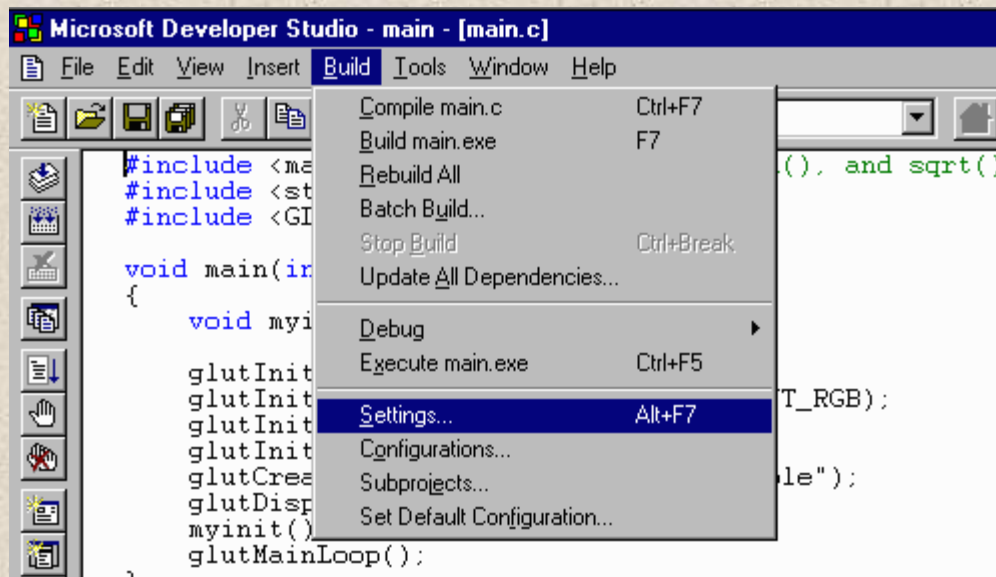 Microsoft Developer Studio - main - [main.c]
File Edit View Insert Build Tools Window Help
Compile main.c Ctrl+F7
Build main.exe F7
Rebuild All
Batch Build...
Stop Build Ctrl+Break
Update All Dependencies...
Debug
Execute main.exe Ctrl+F5
Settings... Alt+F7
Configurations...
Subprojects...
Set Default Configuration...
#include <ma (), and sqrt()
#include <st
#include <GL
void main(in
{
void myi
glutInit
glutInit T_RGB);
glutInit
glutInit
glutCrea le");
glutDisp
myinit()
glutMainLoop();